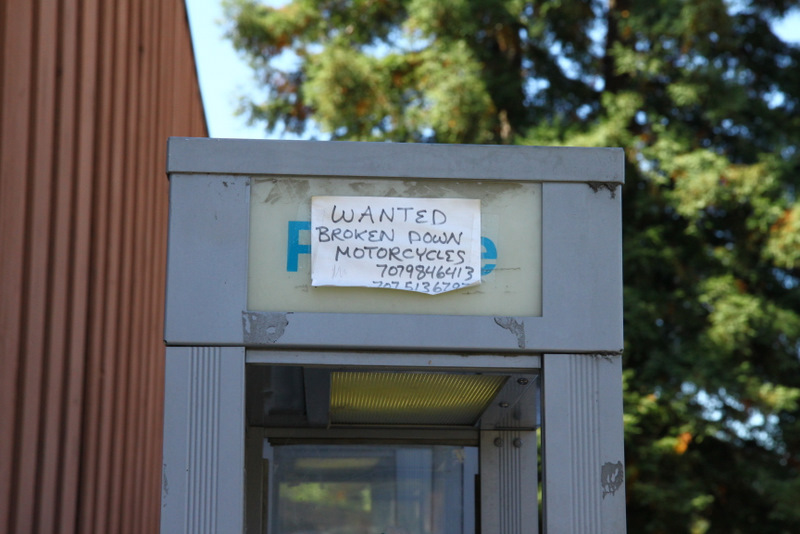 WANTED
BROKEN DOWN
MOTORCYCLES
7079846413